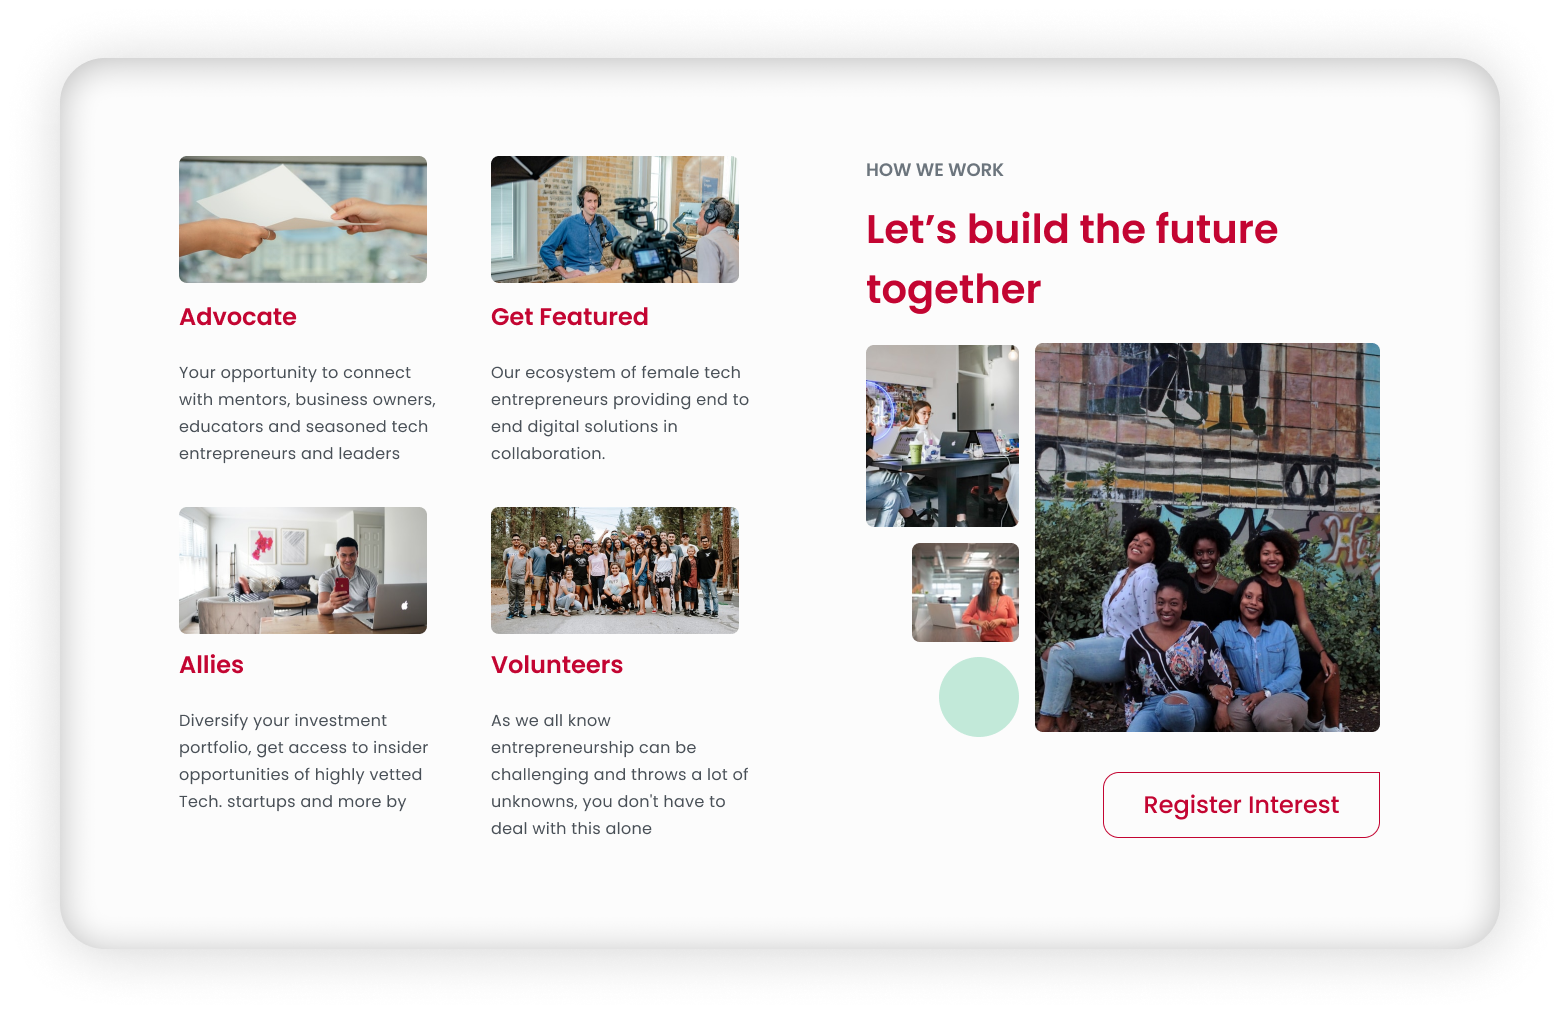 Advocate
Your opportunity to connect
with mentors, business owners,
educators and seasoned tech
entrepreneurs and leaders
Get Featured
Our ecosystem of female tech
entrepreneurs providing end to
end digital solutions in
collaboration.
Allies
Diversify your investment
portfolio, get access to insider
opportunities of highly vetted
Tech. startups and more by
Volunteers
As we all know
entrepreneurship can be
challenging and throws a lot of
unknowns, you don't have to
deal with this alone
HOW WE WORK
Let’s build the future
together
Register Interest